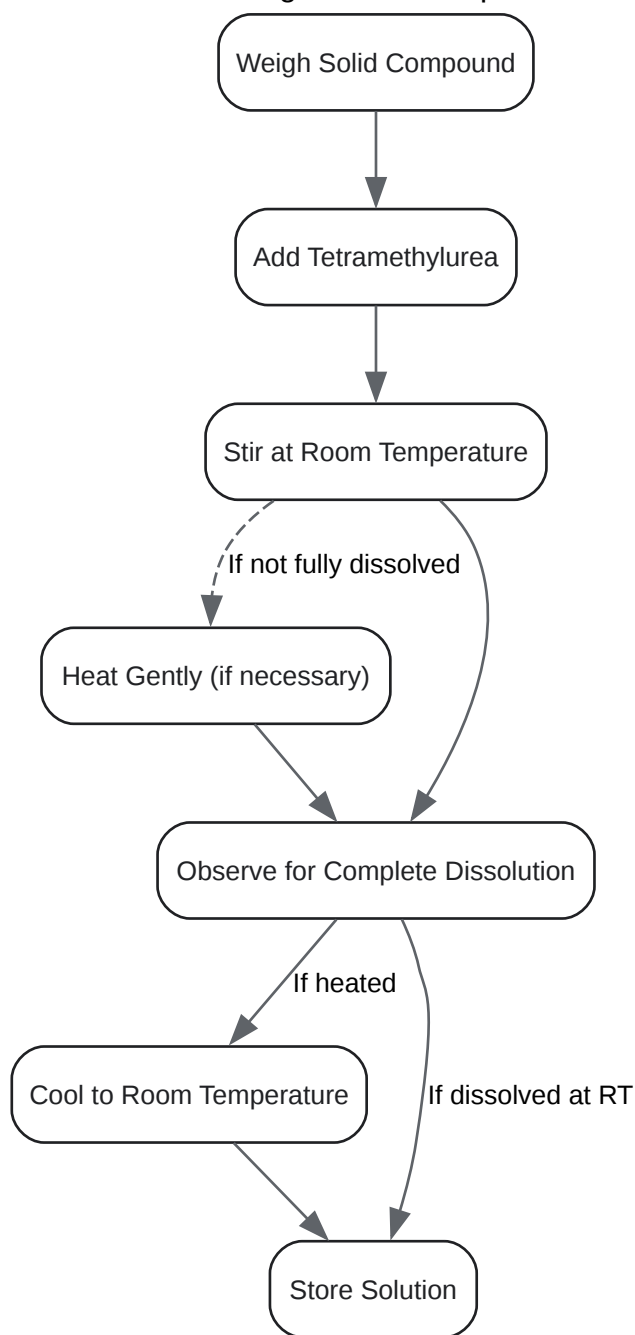 Weigh Solid Compound
Add Tetramethylurea
Stir at Room Temperature
If not fully dissolved
Heat Gently (if necessary)
Observe for Complete Dissolution
If heated
Cool to Room Temperature
If dissolved at RT
Store Solution